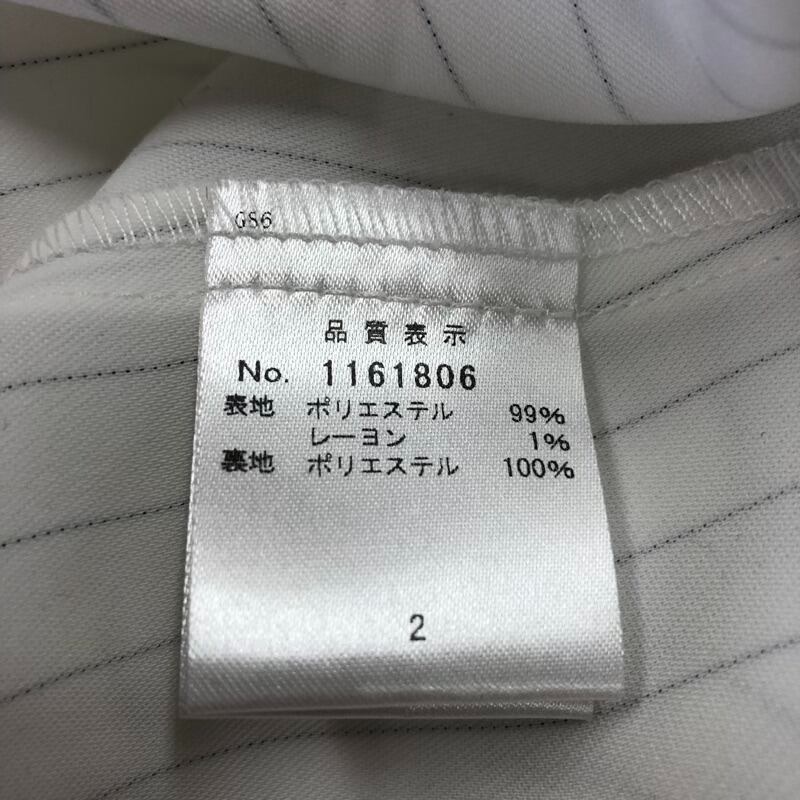 GS6
品質表示
No. 1161806
表地 ポリエステル 99%
レーヨン 1%
裏地 ポリエステル 100%
2